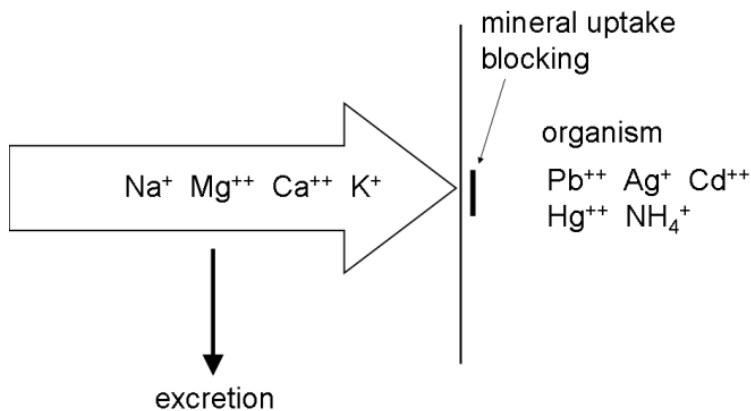 mineral uptake
blocking
organism
Na⁺ Mg⁺⁺ Ca⁺⁺ K⁺
Pb⁺⁺ Ag⁺ Cd⁺⁺
Hg⁺⁺ NH₄⁺
excretion